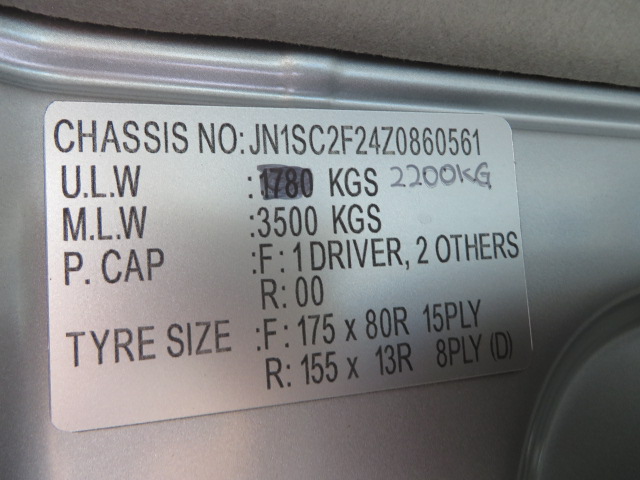 CHASSIS NO: JN1SC2F24Z0860561
U.L.W :1780 KGS 2200KG
M.L.W :3500 KGS
P. CAP :F: 1 DRIVER, 2 OTHERS
R: 00
TYRE SIZE :F: 175 x 80R 15PLY
R: 155 x 13R 8PLY (D)